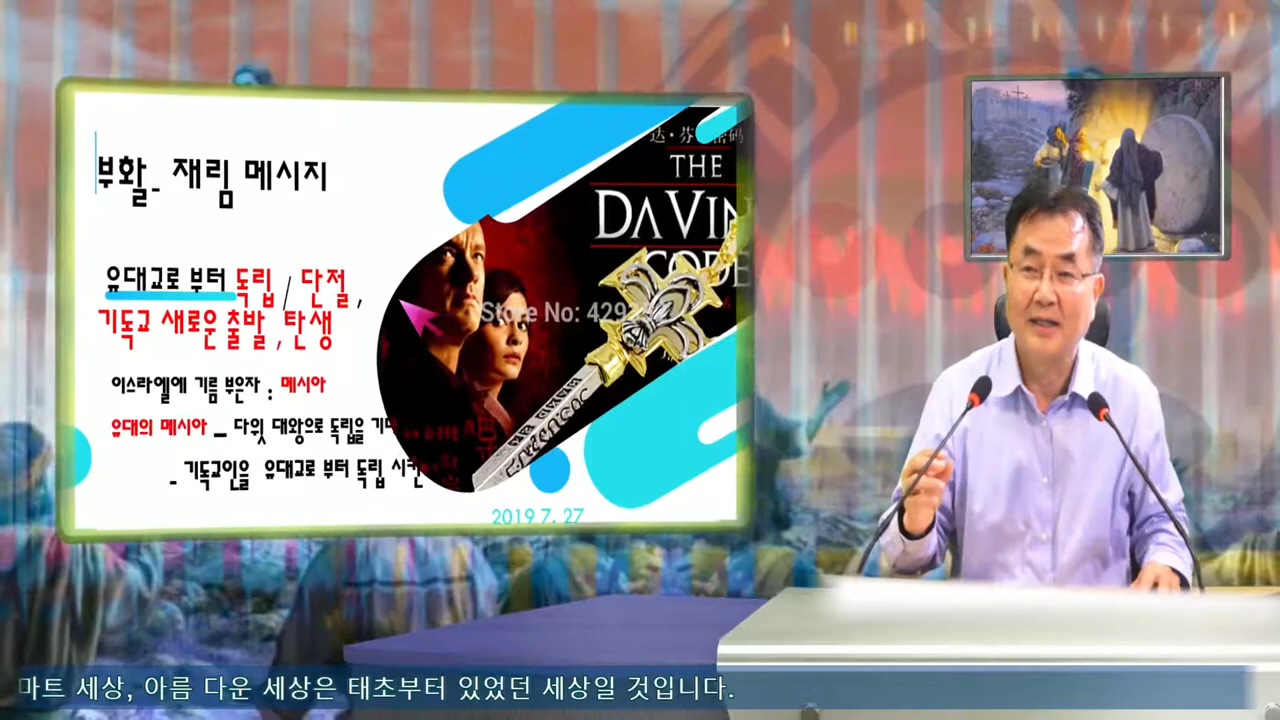 부활_ 재림 메시지
유대교로 부터 독립 / 단절,
기독교 새로운 출발, 탄생
이스라엘에 기름 부은자 : 메시아
유대의 메시아 _ 다윗 대왕으로 독립을
- 기독교인을 유대교로 부터 독립
达·芬 密码
THE
DA VIN
CODE
Store No: 429
2019 7. 27
마트 세상, 아름 다운 세상은 태초부터 있었던 세상일 것입니다.